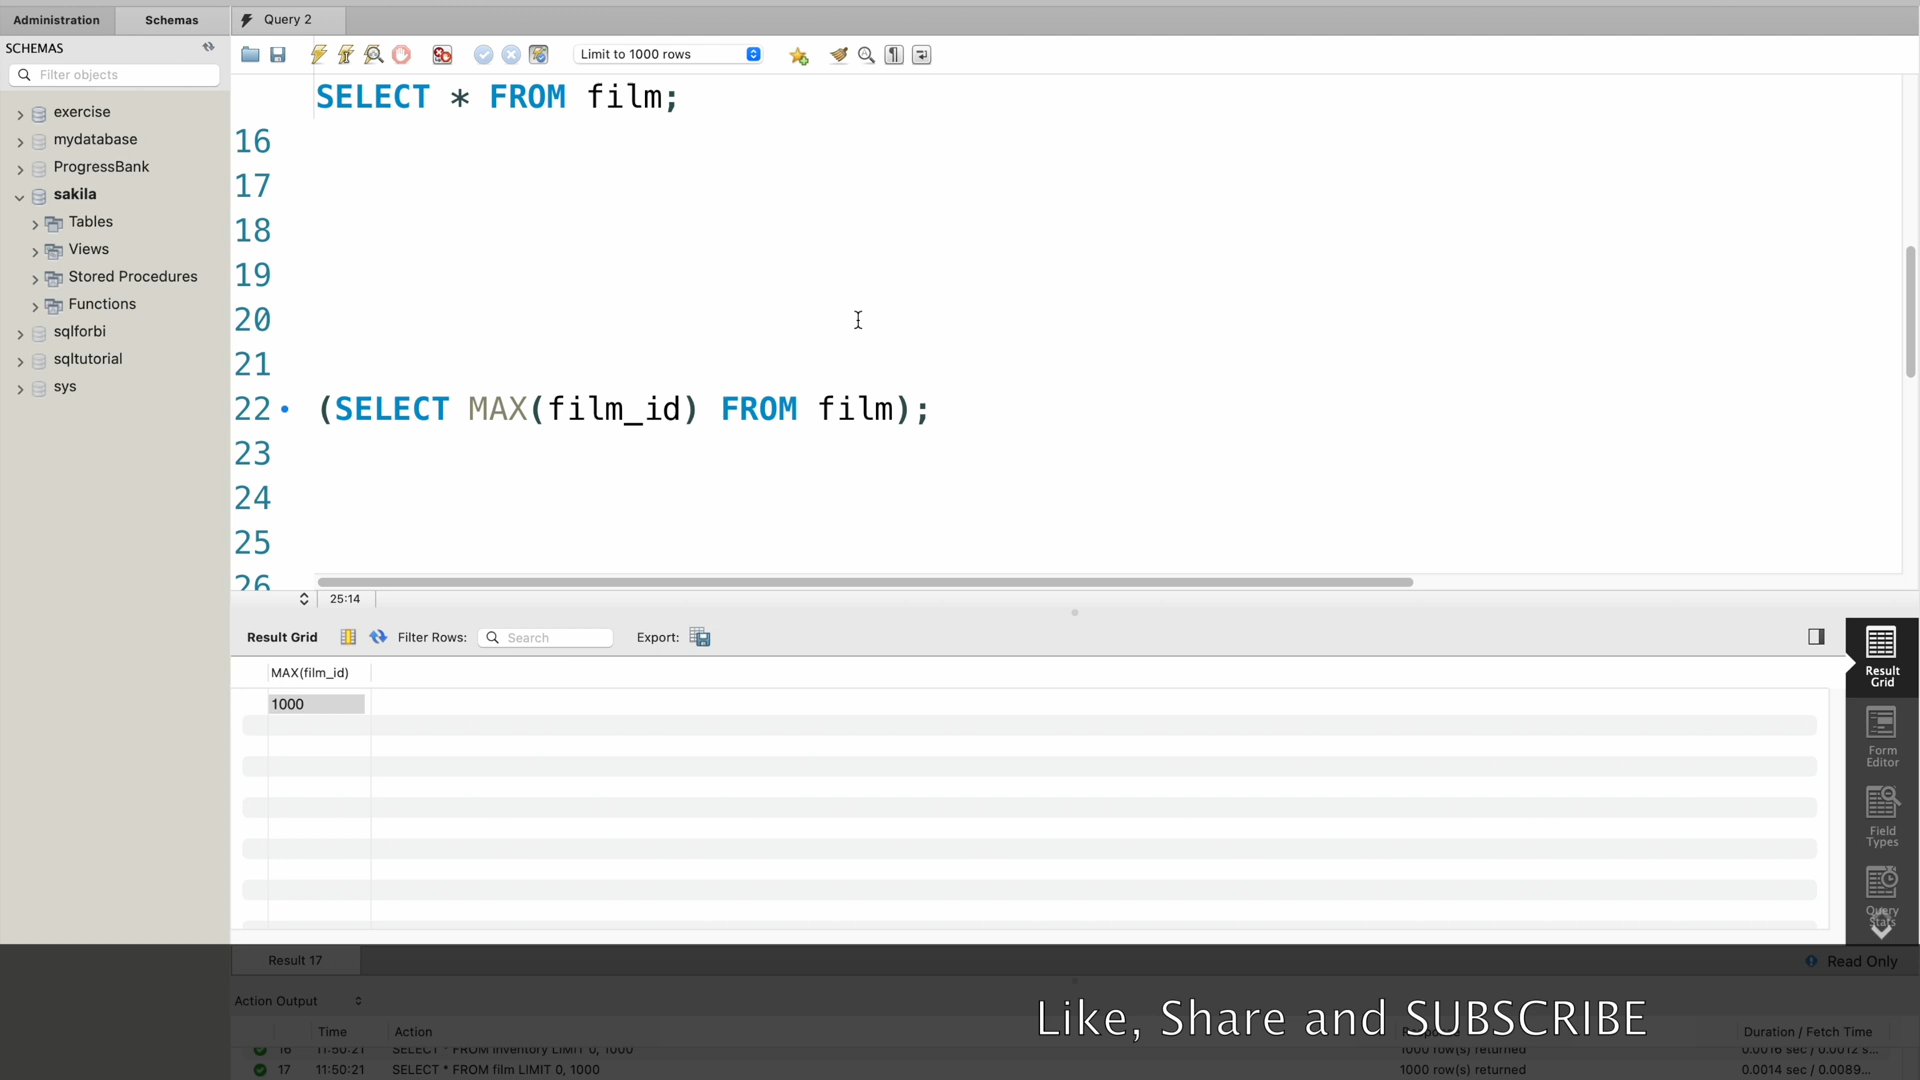 Administration Schemas Query 2
SCHEMAS
Limit to 1000 rows
Filter objects
SELECT * FROM film;
exercise
mydatabase
ProgressBank
sakila
Tables
Views
Stored Procedures
Functions
sqlforbi
sqltutorial
sys
16
17
18
19
20
21
22 (SELECT MAX(film_id) FROM film);
23
24
25
26
25:14
Result Grid Filter Rows: Search Export:
MAX(film_id)
1000
Result
Grid
Form
Editor
Field
Types
Query
Stats
Result 17 Read Only
Action Output
Like, Share and SUBSCRIBE
Time Action Duration / Fetch Time
16 11:50:21 SELECT * FROM inventory LIMIT 0, 1000 1000 row(s) returned 0.0016 sec / 0.0012 s...
17 11:50:21 SELECT * FROM film LIMIT 0, 1000 1000 row(s) returned 0.0014 sec / 0.0089...